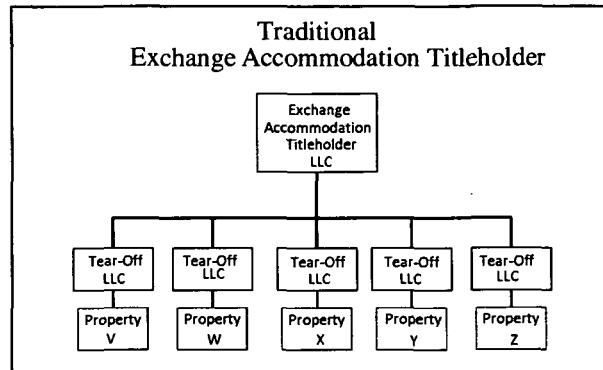 Traditional
Exchange Accommodation Titleholder
Exchange
Accommodation
Titleholder
LLC
Tear-Off
LLC
Tear-Off
LLC
Tear-Off
LLC
Tear-Off
LLC
Tear-Off
LLC
Property
V
Property
W
Property
X
Property
Y
Property
Z